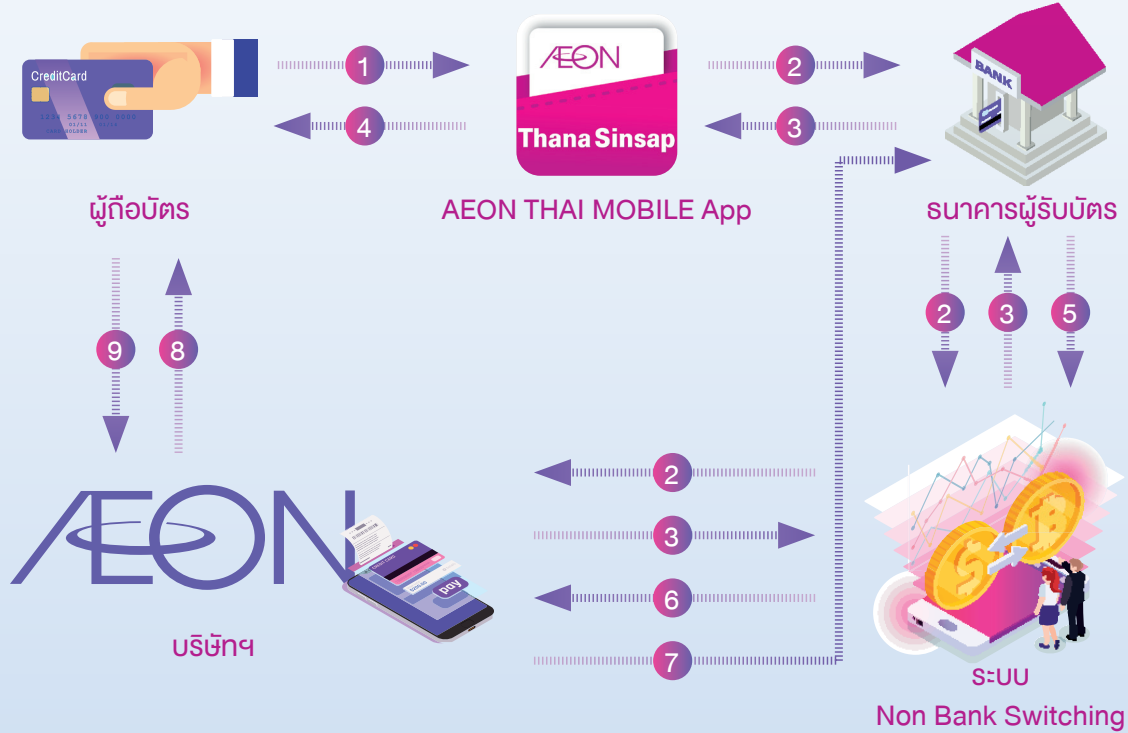 CreditCard
1
2
4
3
AEON
Thana Sinsap
BANK
ผู้ถือบัตร
AEON THAI MOBILE App
ธนาคารผู้รับบัตร
2
3
5
9
8
2
3
6
7
AEON
pay
บริษัทฯ
ระบบ
Non Bank Switching